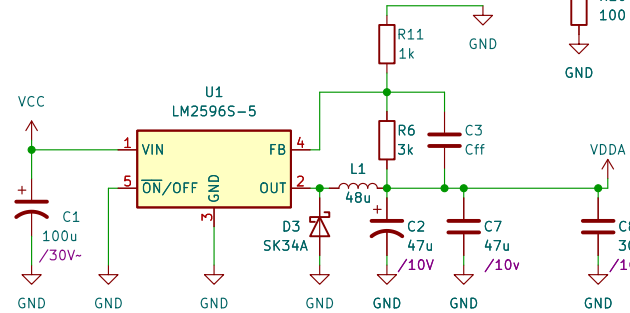 R11
1k
100
GND
GND
U1
LM2596S-5
VCC
1
VIN
FB
4
R6
3k
C3
Cff
VDDA
5
ON/OFF
GND
OUT
2
L1
48u
3
+
C1
100u
/30V~
D3
SK34A
+
C2
47u
/10V
C7
47u
/10v
GND
GND
GND
GND
GND
GND
GND